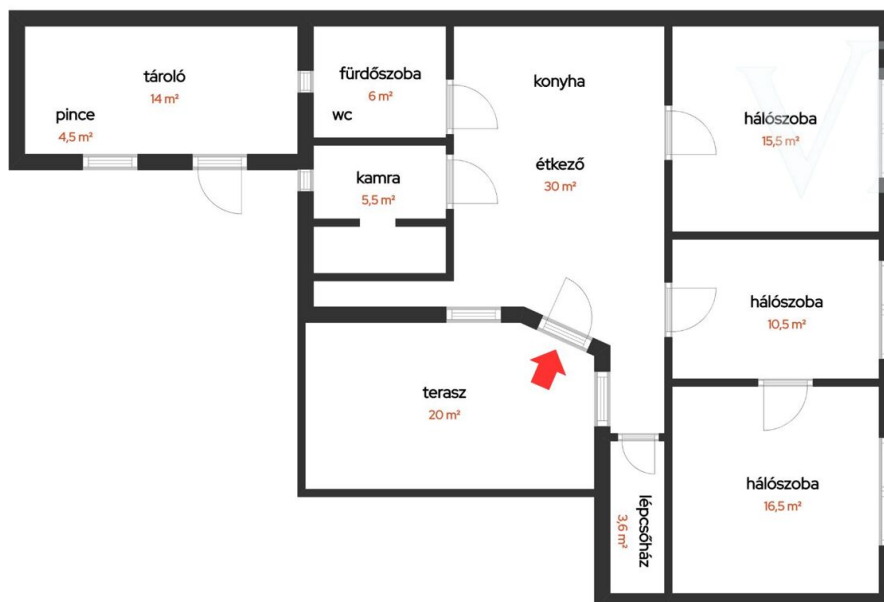 tároló
14 m²
pince
4,5 m²
fürdőszoba
6 m²
wc
konyha
kamra
5,5 m²
étkező
30 m²
hálószoba
15,5 m²
hálószoba
10,5 m²
terasz
20 m²
hálószoba
16,5 m²
lépcsőház
3,6 m²